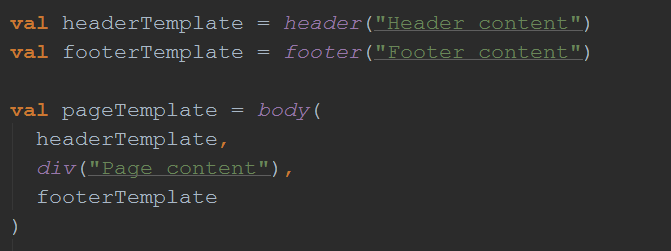 val headerTemplate = header("Header content")
val footerTemplate = footer("Footer content")
val pageTemplate = body(
headerTemplate,
div("Page content"),
footerTemplate
)